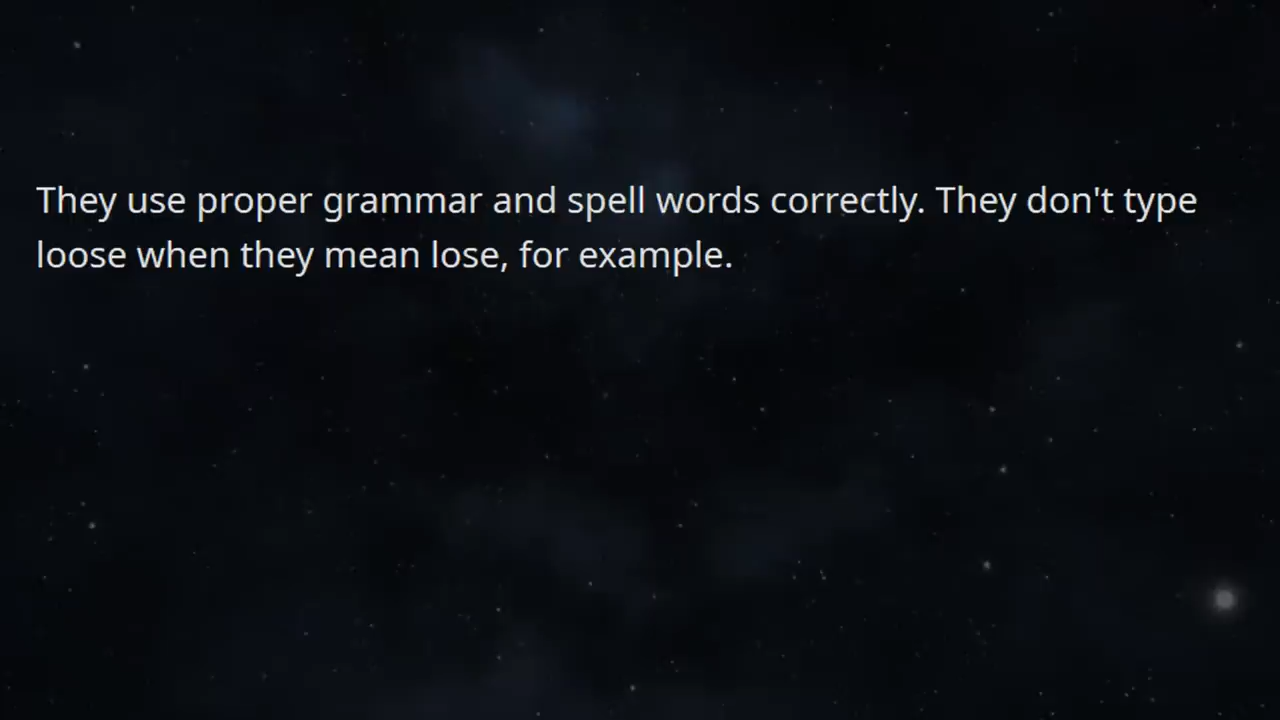 They use proper grammar and spell words correctly. They don't type
loose when they mean lose, for example.